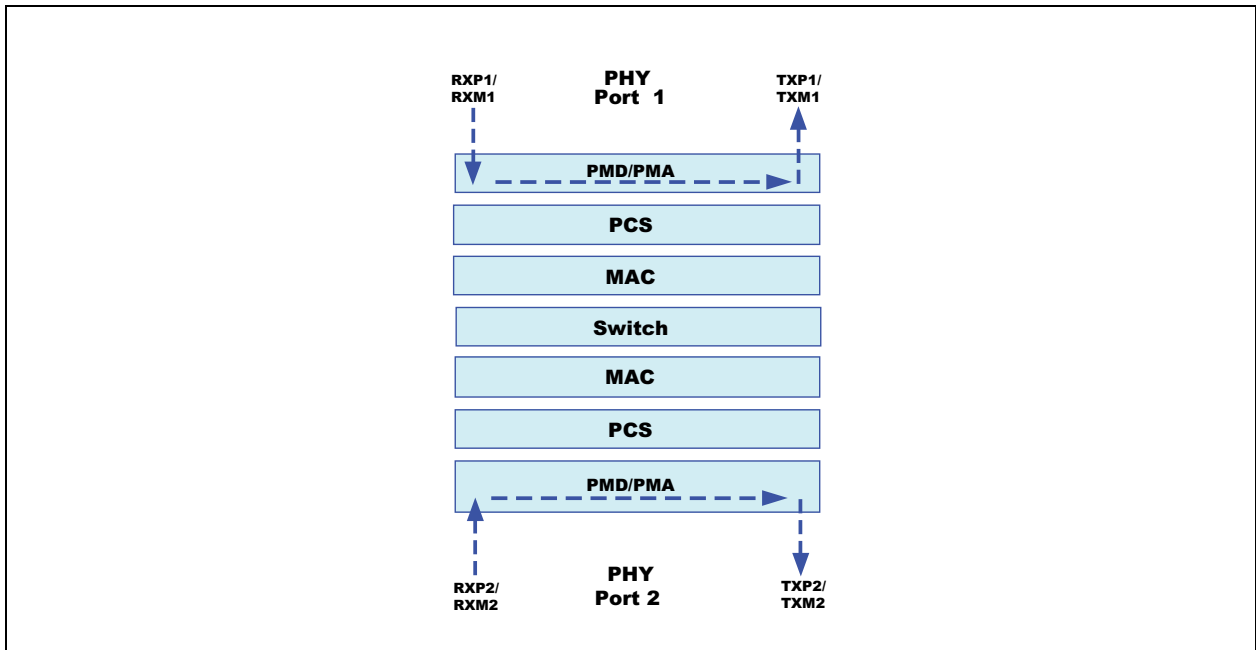 RXP1/
RXM1
PHY
Port 1
TXP1/
TXM1
PMD/PMA
PCS
MAC
Switch
MAC
PCS
PMD/PMA
RXP2/
RXM2
PHY
Port 2
TXP2/
TXM2